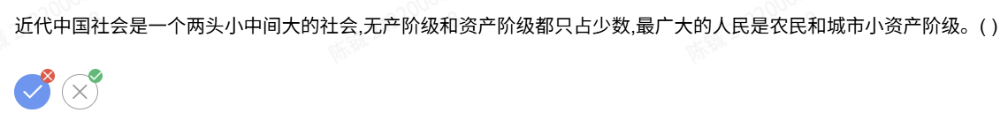 近代中国社会是一个两头小中间大的社会,无产阶级和资产阶级都只占少数,最广大的人民是农民和城市小资产阶级。( )